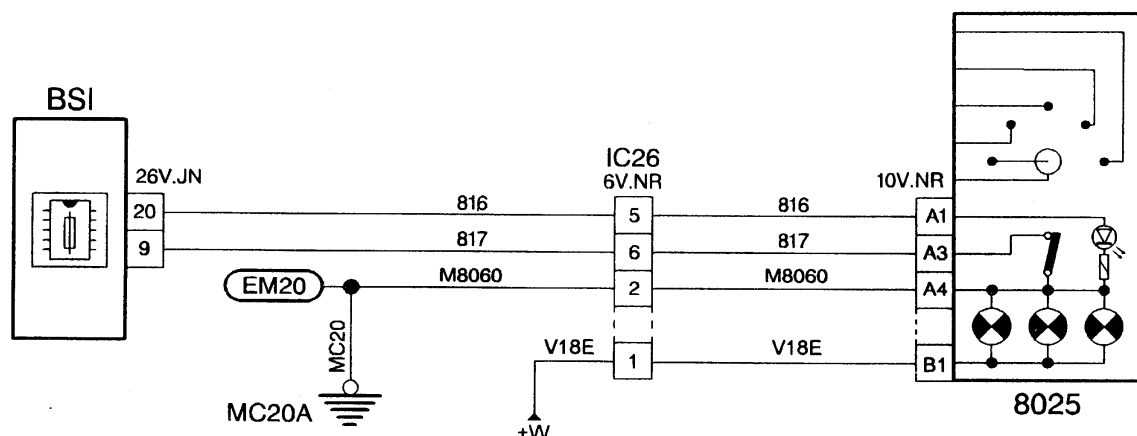 BSI
26V.JN
20
9
816
817
EM20
M8060
MC20
MC20A
V18E
+W
IC26
6V.NR
5
6
2
1
816
817
M8060
V18E
10V.NR
A1
A3
A4
B1
8025